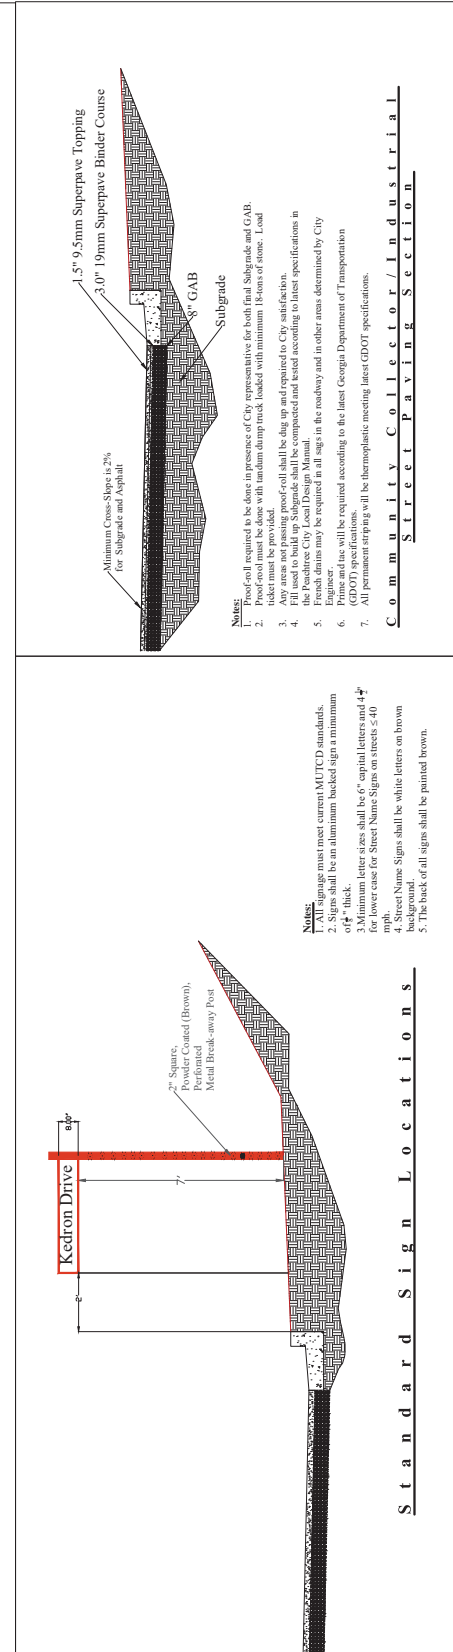 1.5" 9.5mm Superpave Topping
3.0" 19mm Superpave Binder Course
Minimum Cross-Slope is 2%
for Subgrade and Asphalt
8" GAB
Subgrade
Notes:
1. Proof-roll required to be done in presence of City representative for both final Subgrade and GAB.
2. Proof-rool must be done with tandum dump truck loaded with minimum 18-tons of stone. Load
ticket must be provided.
3. Any areas not passing proof-roll shall be dug up and repaired to City satisfaction.
4. Fill used to build up Subgrade shall be compacted and tested according to latest specifications in
the Peachtree City Local Design Manual.
5. French drains may be required in all sags in the roadway and in other areas determined by City
Engineer.
6. Prime and tac will be required according to the latest Georgia Department of Transportation
(GDOT) specifications.
7. All permanent striping will be thermoplastic meeting latest GDOT specifications.
Community Collector/Industrial
Street Paving Section
Kedron Drive
8.00"
2'
7'
2" Square,
Powder Coated (Brown),
Perforated
Metal Break-away Post
Notes:
1. All signage must meet current MUTCD standards.
2. Signs shall be an aluminum backed sign a minimum
of 1/8" thick.
3.Minimum letter sizes shall be 6" capital letters and 4 1/2"
for lower case for Street Name Signs on streets ≤ 40
mph.
4. Street Name Signs shall be white letters on brown
background.
5. The back of all signs shall be painted brown.
Standard Sign Locations